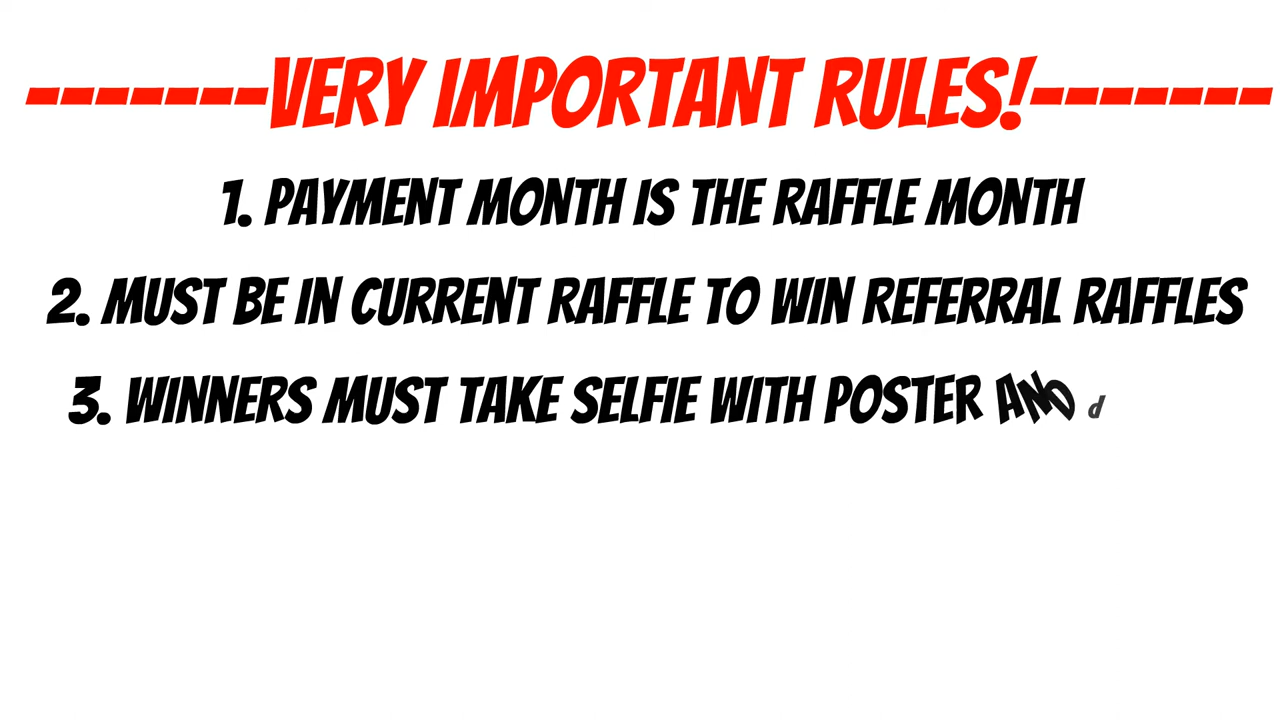 -------VERY IMPORTANT RULES!-------
1. PAYMENT MONTH IS THE RAFFLE MONTH
2. MUST BE IN CURRENT RAFFLE TO WIN REFERRAL RAFFLES
3. WINNERS MUST TAKE SELFIE WITH POSTER AND